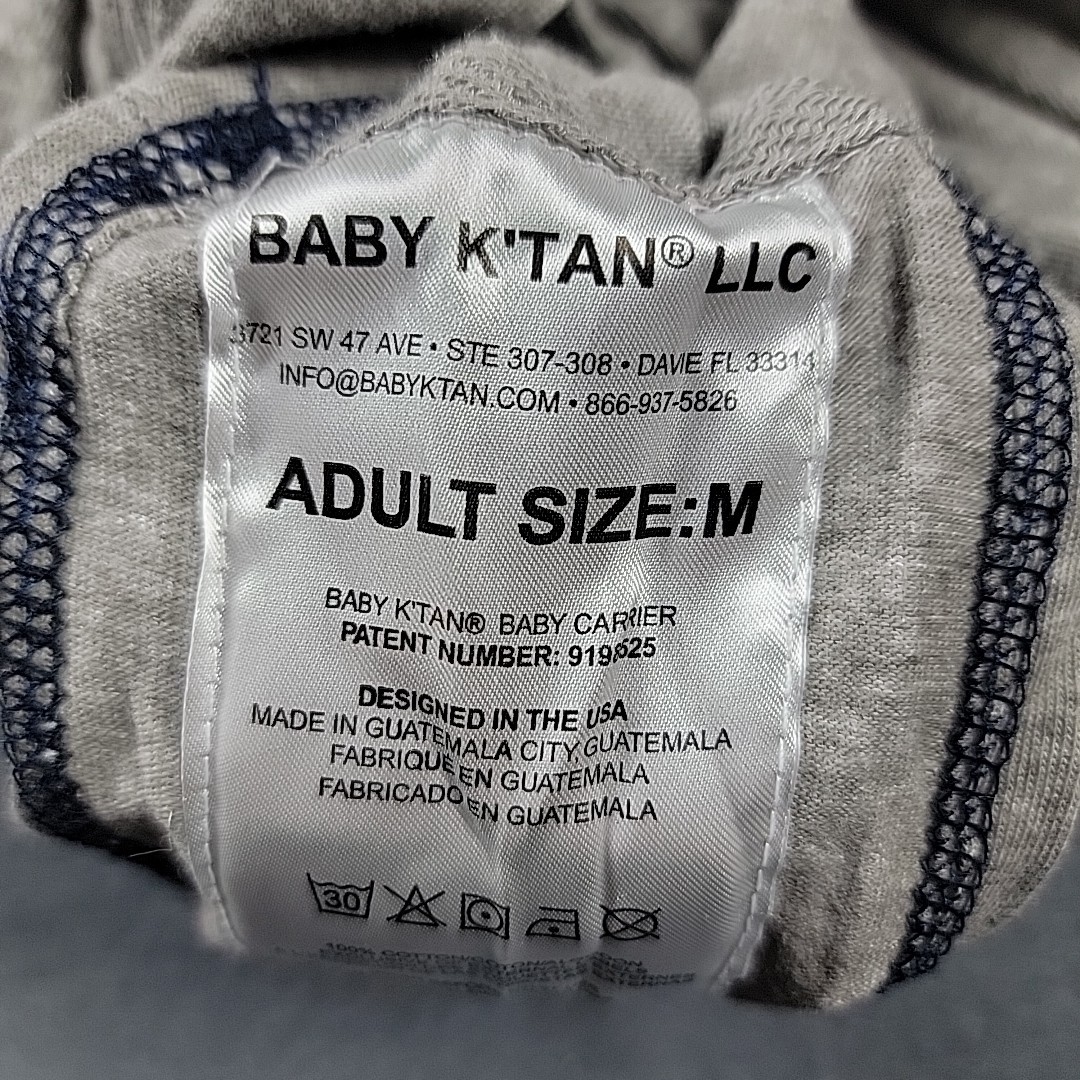 BABY K'TAN® LLC
3721 SW 47 AVE • STE 307-308 • DAVIE FL 33314
INFO@BABYKTAN.COM • 866-937-5826
ADULT SIZE:M
BABY K'TAN® BABY CARRIER
PATENT NUMBER:
DESIGNED IN THE USA
MADE IN GUATEMALA CITY, GUATEMALA
FABRIQUE EN GUATEMALA
FABRICADO EN GUATEMALA
30
100% COTTON